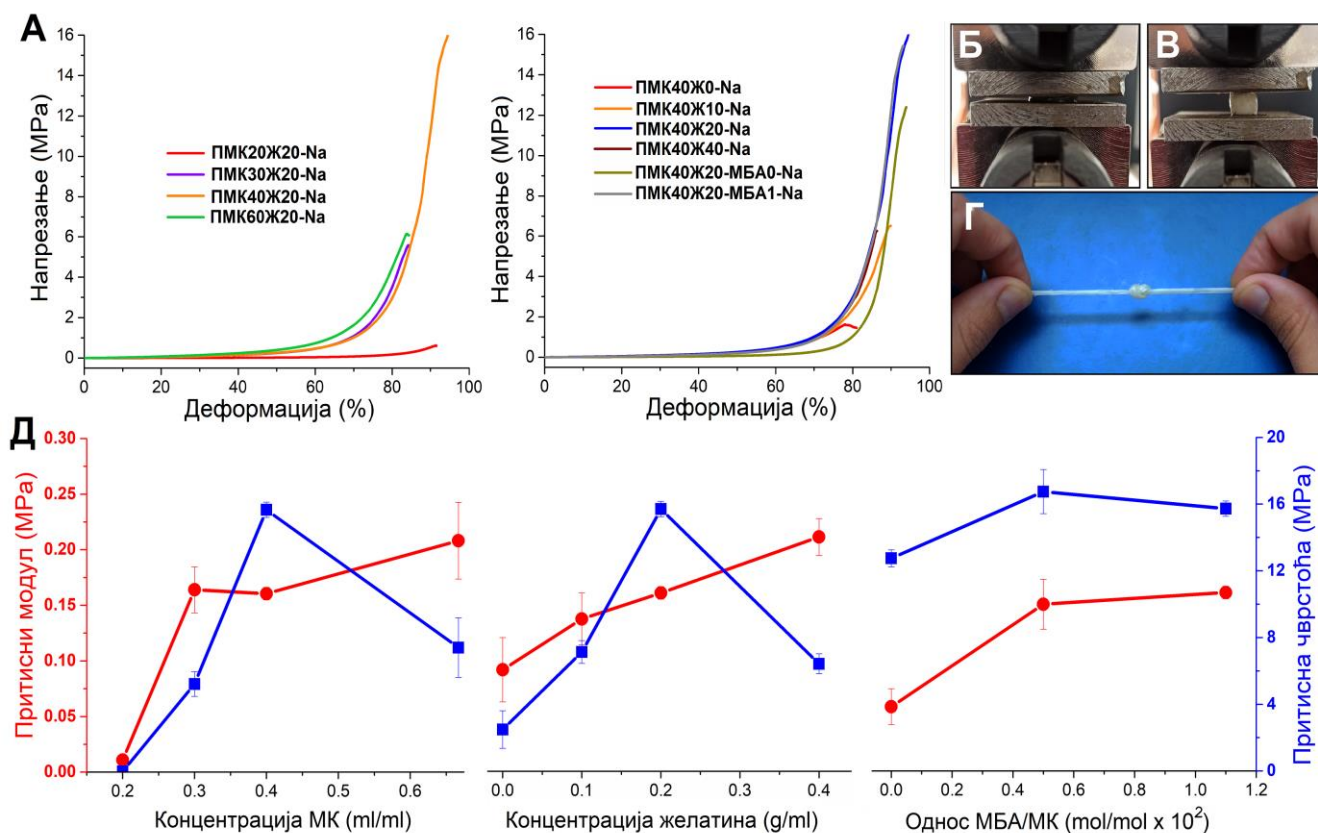 А
Напрезање (MPa)
16
14
12
10
8
6
4
2
0
ПМК20Ж20-Na
ПМК30Ж20-Na
ПМК40Ж20-Na
ПМК60Ж20-Na
0 20 40 60 80 100
Деформација (%)
Напрезање (MPa)
16
14
12
10
8
6
4
2
0
ПМК40Ж0-Na
ПМК40Ж10-Na
ПМК40Ж20-Na
ПМК40Ж40-Na
ПМК40Ж20-МБА0-Na
ПМК40Ж20-МБА1-Na
0 20 40 60 80 100
Деформација (%)
Б
В
Г
Д
Притисни модул (MPa)
0.30
0.25
0.20
0.15
0.10
0.05
0.00
0.2 0.3 0.4 0.5 0.6
Концентрација МК (ml/ml)
0.0 0.1 0.2 0.3 0.4
Концентрација желатина (g/ml)
0.0 0.2 0.4 0.6 0.8 1.0 1.2
Однос МБА/МК (mol/mol x 10²)
20
16
12
8
4
0
Притисна чврстоћа (MPa)